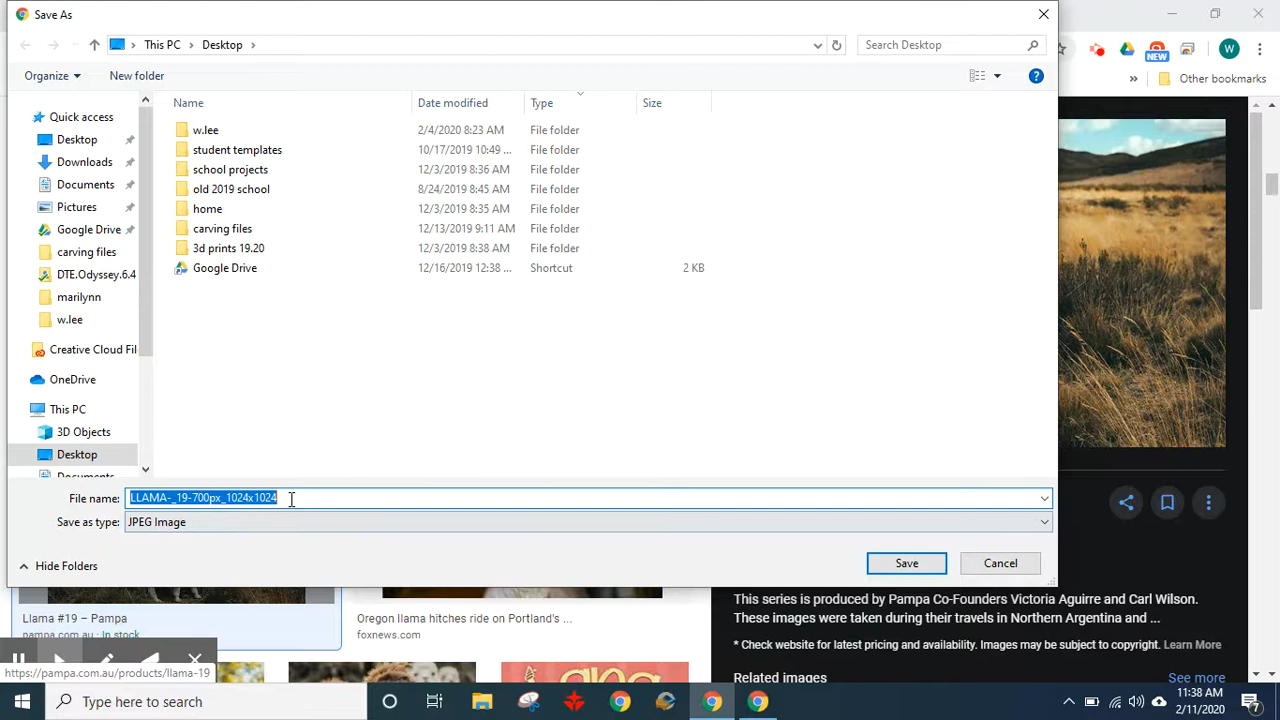 Save As
This PC
Desktop
Search Desktop
Organize
New folder
NEW
W
Other bookmarks
Name
Date modified
Type
Size
Quick access
Desktop
Downloads
Documents
Pictures
Google Drive
carving files
DTE.Odyssey.6.4
marilynn
w.lee
Creative Cloud Fil
OneDrive
This PC
3D Objects
Desktop
Documents
w.lee 2/4/2020 8:23 AM File folder
student templates 10/17/2019 10:49 ... File folder
school projects 12/3/2019 8:36 AM File folder
old 2019 school 8/24/2019 8:45 AM File folder
home 12/3/2019 8:35 AM File folder
carving files 12/13/2019 9:11 AM File folder
3d prints 19.20 12/3/2019 8:38 AM File folder
Google Drive 12/16/2019 12:38 ... Shortcut 2 KB
File name: LLAMA-_19-700px_1024x1024
Save as type: JPEG Image
Hide Folders
Save
Cancel
Llama #19 – Pampa
pampa.com.au · In stock
Oregon llama hitches ride on Portland's ...
foxnews.com
This series is produced by Pampa Co-Founders Victoria Aguirre and Carl Wilson.
These images were taken during their travels in Northern Argentina and ...
* Check website for latest pricing and availability. Images may be subject to copyright. Learn More
Related images
See more
https://pampa.com.au/products/llama-19
Type here to search
11:38 AM
2/11/2020
7